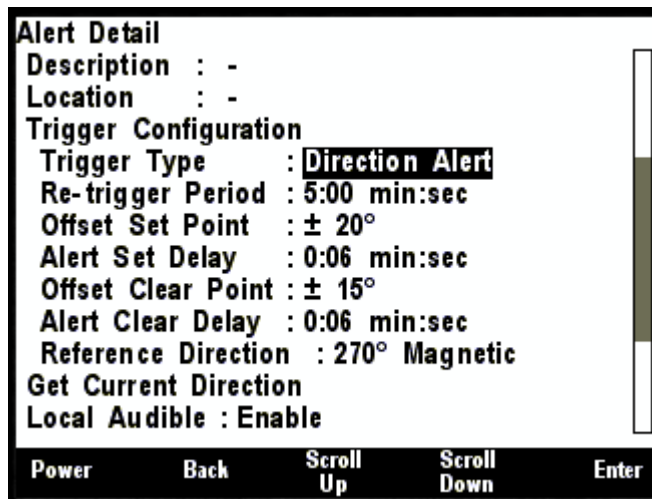 Alert Detail
Description : -
Location : -
Trigger Configuration
Trigger Type : Direction Alert
Re-trigger Period : 5:00 min:sec
Offset Set Point : ± 20°
Alert Set Delay : 0:06 min:sec
Offset Clear Point : ± 15°
Alert Clear Delay : 0:06 min:sec
Reference Direction : 270° Magnetic
Get Current Direction
Local Audible : Enable
Power Back Scroll Up Scroll Down Enter